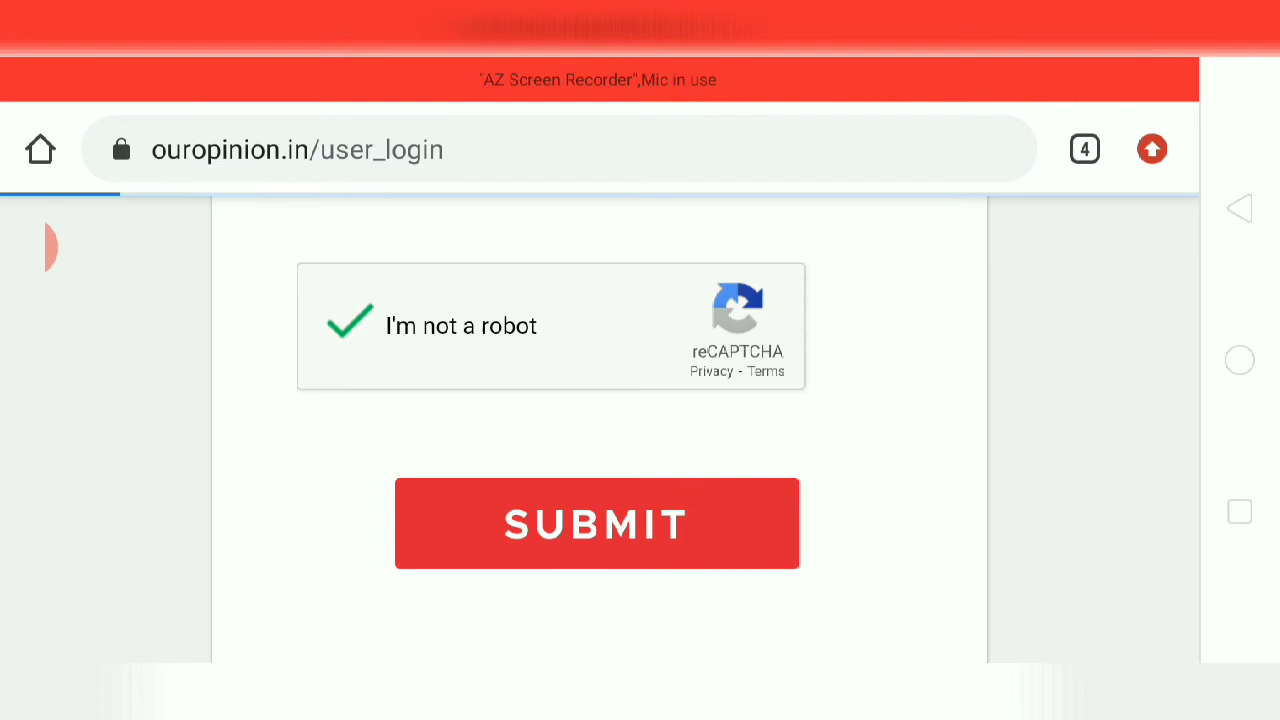 "AZ Screen Recorder",Mic in use
ouropinion.in/user_login
4
I'm not a robot
reCAPTCHA
Privacy - Terms
SUBMIT